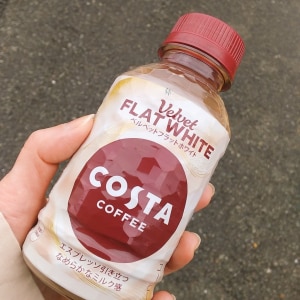 Velvet
FLAT WHITE
ベルベットフラットホワイト
COSTA
COFFEE
エスプレッソ引き立つ
なめらかなミルク感